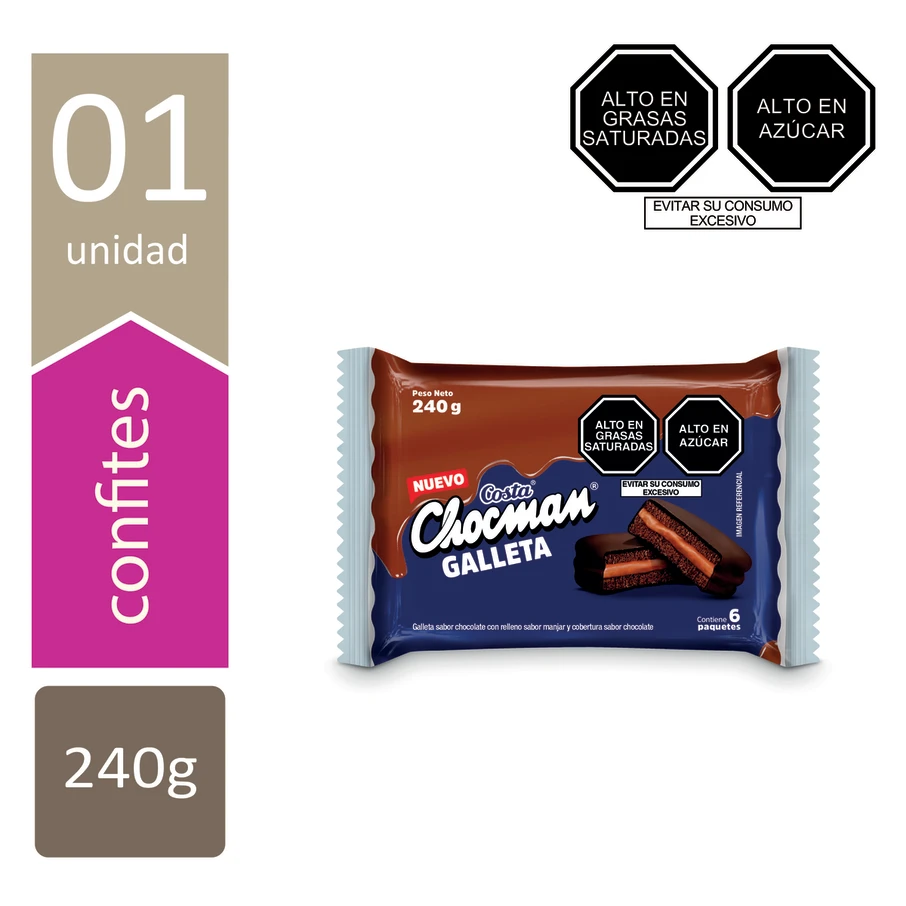 01
unidad
confites
240g
ALTO EN
GRASAS
SATURADAS
ALTO EN
AZÚCAR
EVITAR SU CONSUMO
EXCESIVO
Peso Neto
240 g
ALTO EN
GRASAS
SATURADAS
ALTO EN
AZÚCAR
EVITAR SU CONSUMO
EXCESIVO
NUEVO
Costa®
Chocman®
GALLETA
IMAGEN REFERENCIAL
Galleta sabor chocolate con relleno sabor manjar y cobertura sabor chocolate
Contiene 6
paquetes